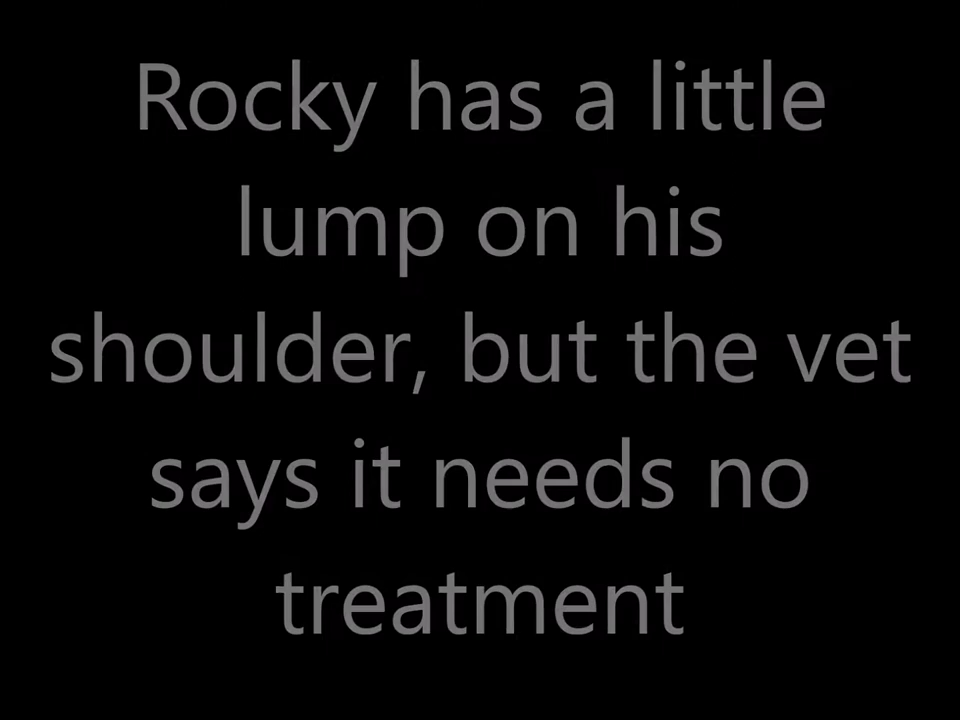 Rocky has a little
lump on his
shoulder, but the vet
says it needs no
treatment